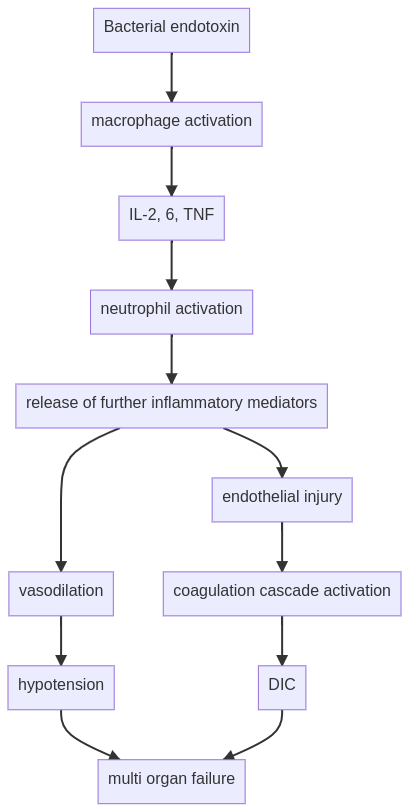 Bacterial endotoxin
macrophage activation
IL-2, 6, TNF
neutrophil activation
release of further inflammatory mediators
endothelial injury
vasodilation
coagulation cascade activation
hypotension
DIC
multi organ failure